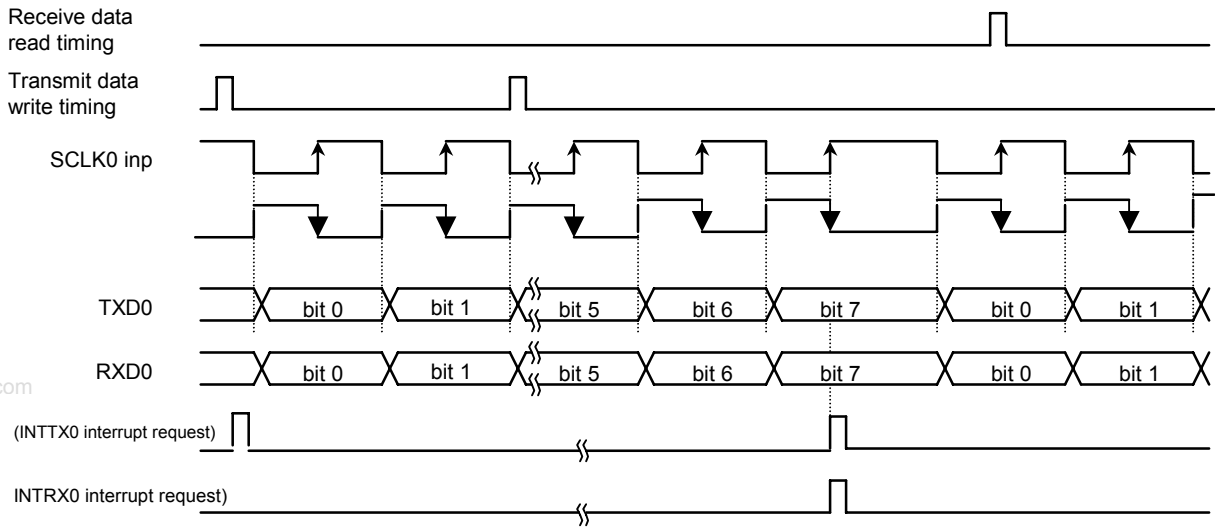 Receive data
read timing
Transmit data
write timing
SCLK0 inp
TXD0
bit 0 bit 1 bit 5 bit 6 bit 7 bit 0 bit 1
RXD0
bit 0 bit 1 bit 5 bit 6 bit 7 bit 0 bit 1
com
(INTTX0 interrupt request)
INTRX0 interrupt request)